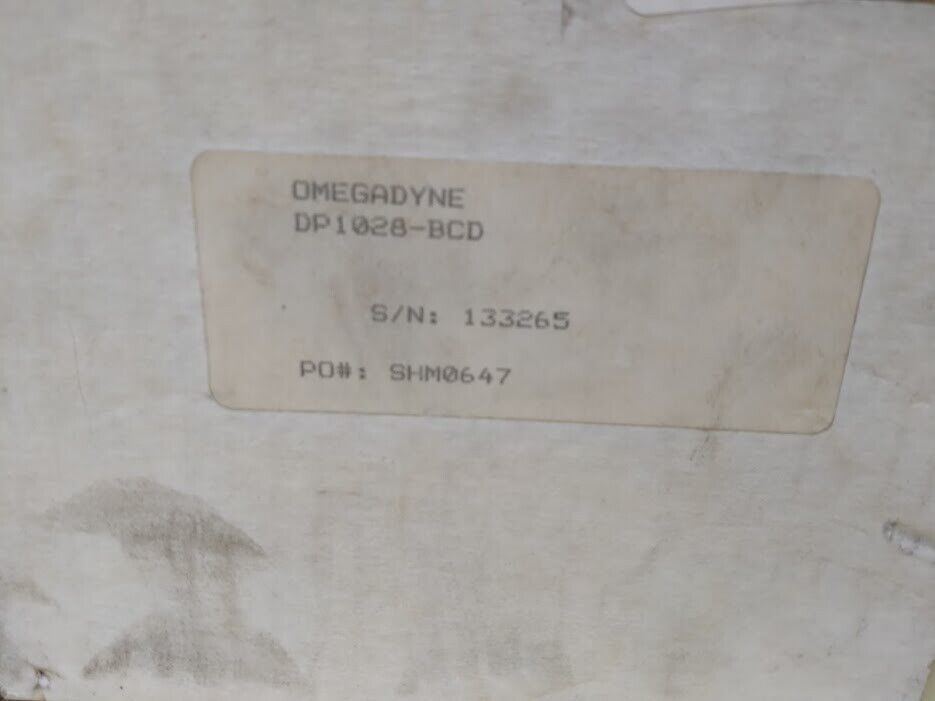 OMEGADYNE
DP1028-BCD
S/N: 133265
PO#: SHM0647